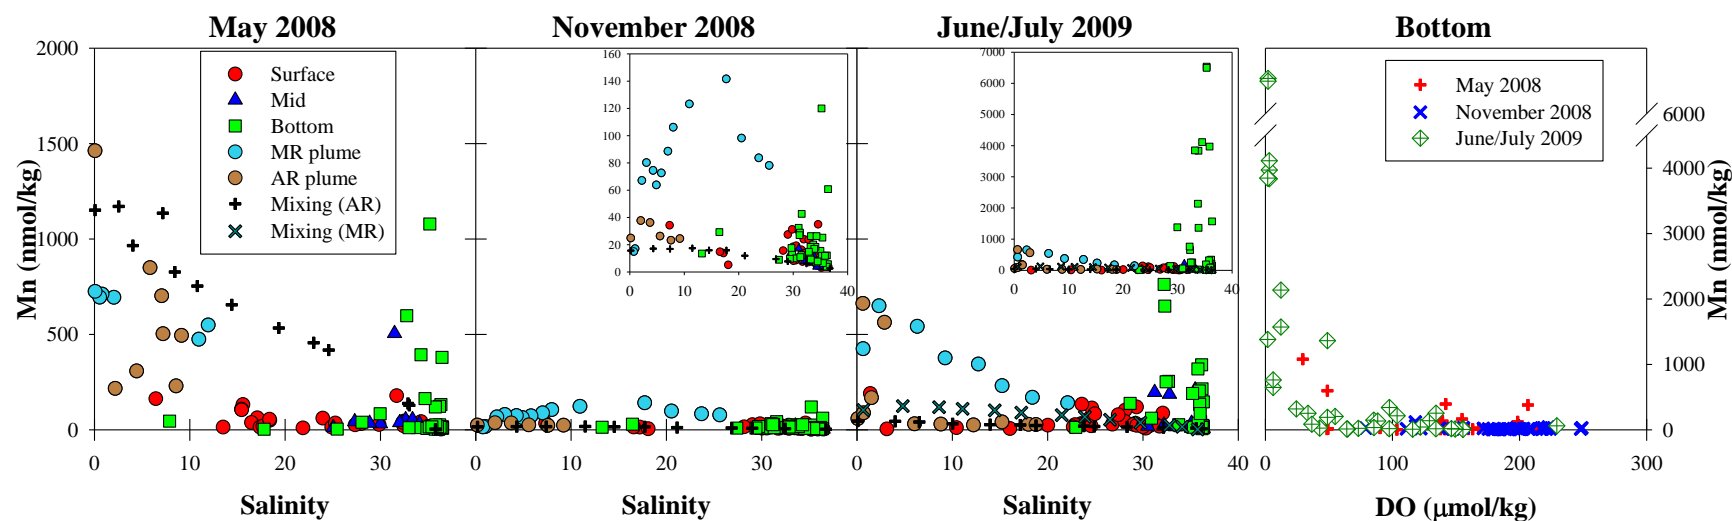 May 2008
November 2008
June/July 2009
Bottom
Mn (nmol/kg)
2000
1500
1000
500
0
Surface
Mid
Bottom
MR plume
AR plume
Mixing (AR)
Mixing (MR)
0 10 20 30
Salinity
160
140
120
100
80
60
40
20
0
0 10 20 30 40
0 10 20 30
Salinity
7000
6000
5000
4000
3000
2000
1000
0
0 10 20 30 40
0 10 20 30 40
Salinity
May 2008
November 2008
June/July 2009
6000
4000
3000
2000
1000
0
Mn (nmol/kg)
0 100 200 300
DO (μmol/kg)